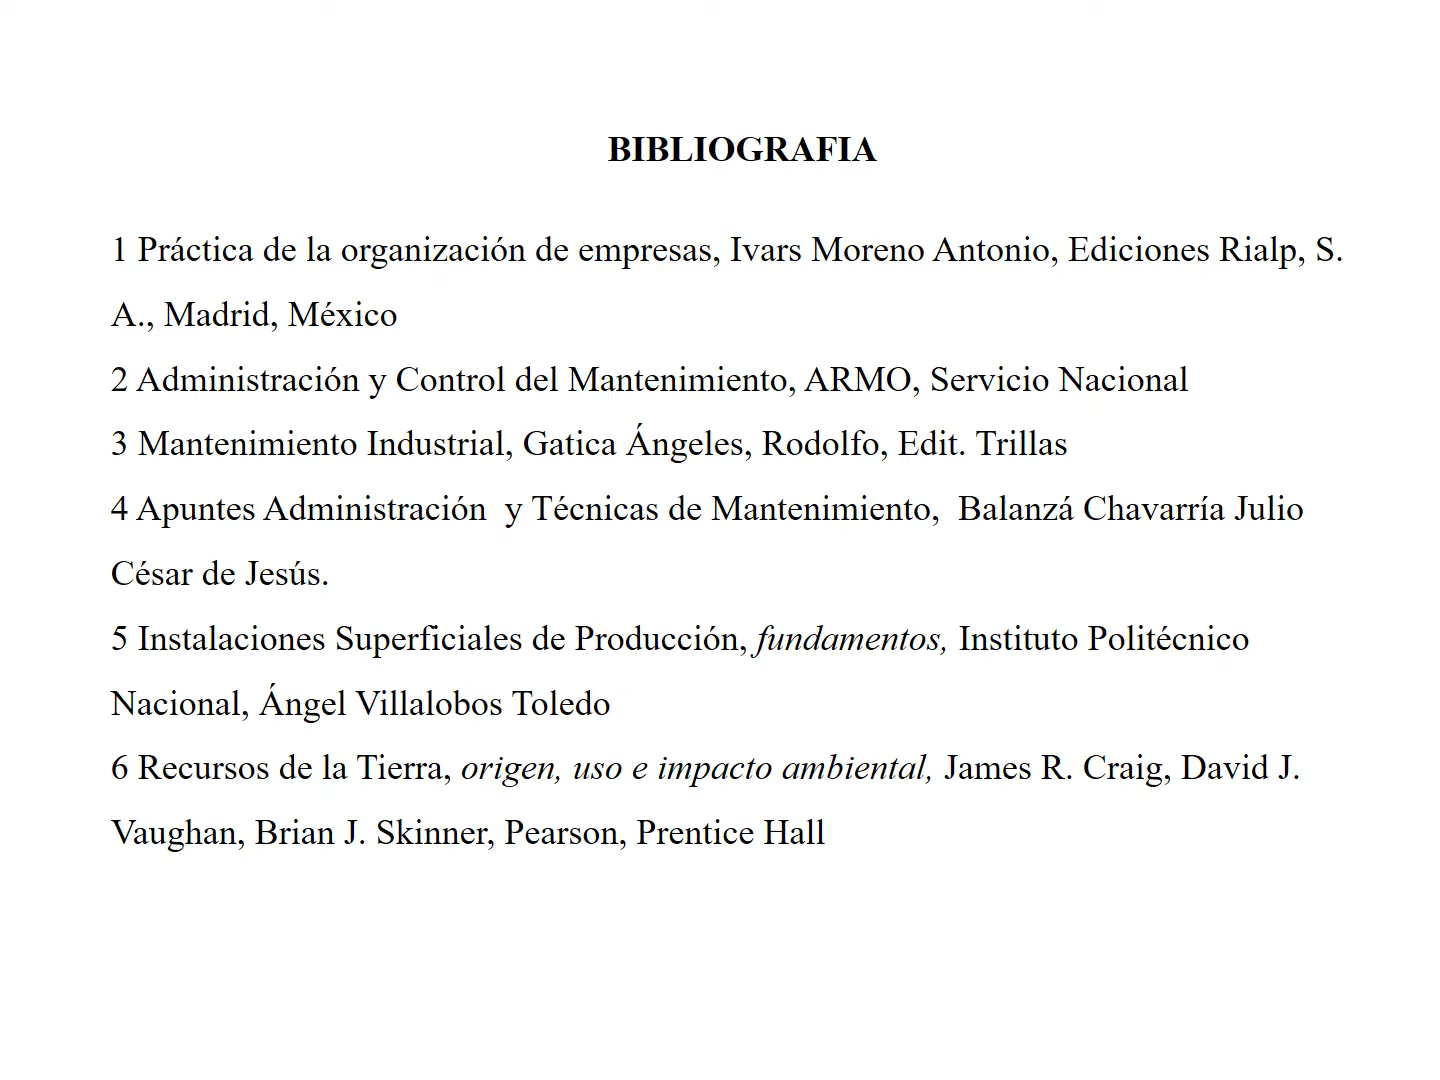 BIBLIOGRAFIA
1 Práctica de la organización de empresas, Ivars Moreno Antonio, Ediciones Rialp, S.
A., Madrid, México
2 Administración y Control del Mantenimiento, ARMO, Servicio Nacional
3 Mantenimiento Industrial, Gatica Ángeles, Rodolfo, Edit. Trillas
4 Apuntes Administración  y Técnicas de Mantenimiento,  Balanzá Chavarría Julio
César de Jesús.
5 Instalaciones Superficiales de Producción, fundamentos, Instituto Politécnico
Nacional, Ángel Villalobos Toledo
6 Recursos de la Tierra, origen, uso e impacto ambiental, James R. Craig, David J.
Vaughan, Brian J. Skinner, Pearson, Prentice Hall